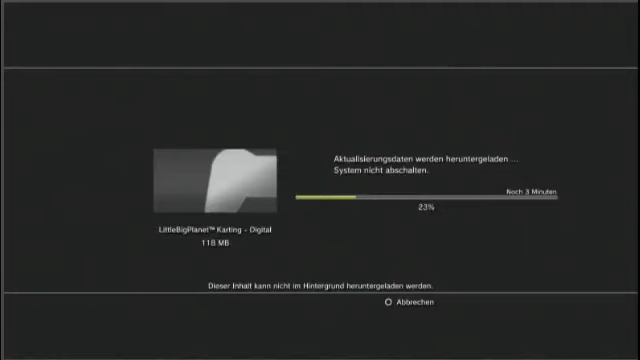 Aktualisierungsdaten werden heruntergeladen ...
System nicht abschalten.
Noch 3 Minuten
23%
LittleBigPlanet™ Karting - Digital
118 MB
Dieser Inhalt kann nicht im Hintergrund heruntergeladen werden.
Abbrechen